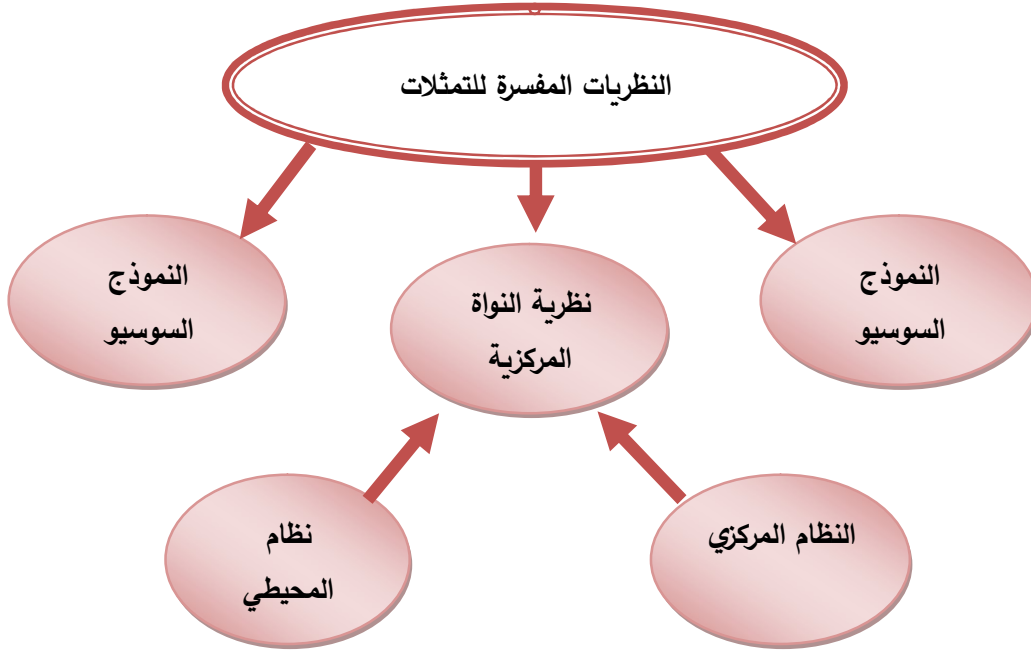 النظريات المفسرة للتمثلات
النموذج
السوسيو
نظرية النواة
المركزية
النموذج
السوسيو
النظام المركزي
نظام
المحيطي